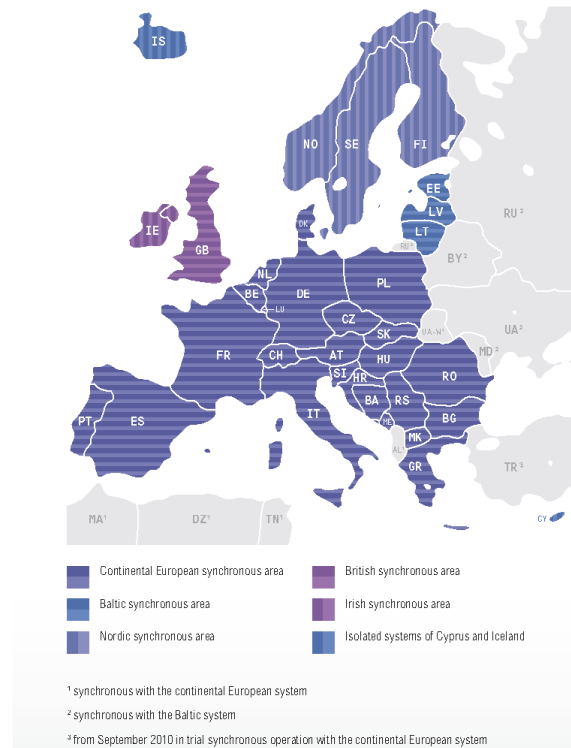 IS
NO
SE
FI
EE
LV
LT
RU²
RU²
BY²
IE
GB
DK
NL
BE
LU
DE
PL
CZ
SK
UA-W¹
UA²
MD²
FR
CH
AT
HU
SI
HR
RO
BA
RS
ME
BG
PT
ES
IT
MK
AL¹
GR
TR³
MA¹
DZ¹
TN¹
CY
Continental European synchronous area
British synchronous area
Baltic synchronous area
Irish synchronous area
Nordic synchronous area
Isolated systems of Cyprus and Iceland
¹ synchronous with the continental European system
² synchronous with the Baltic system
³ from September 2010 in trial synchronous operation with the continental European system